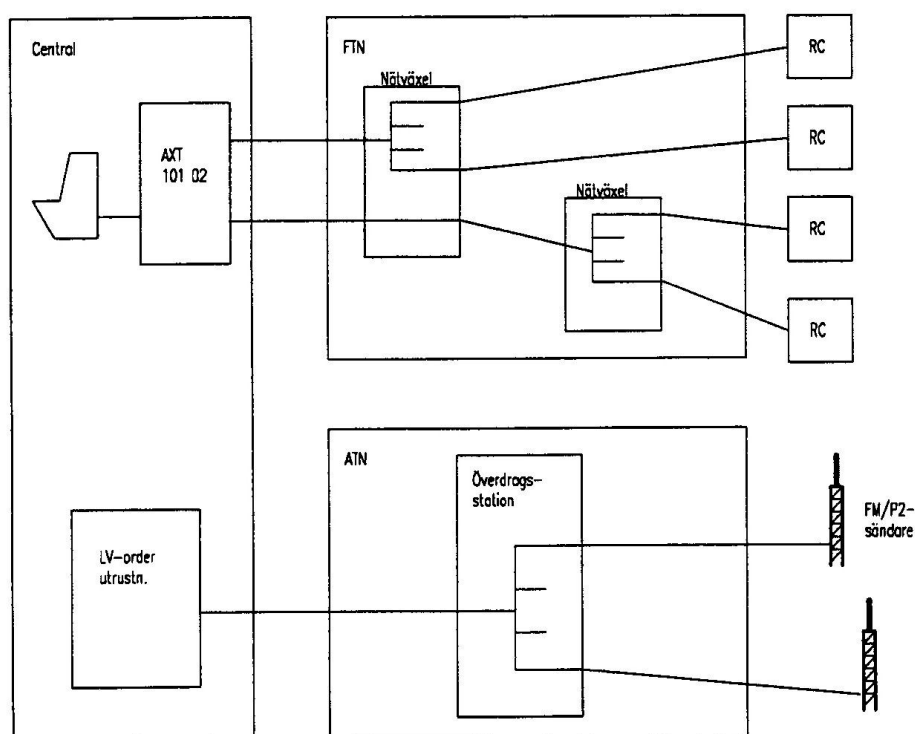 Central
FTN
Nätväxel
RC
RC
AXT
101 02
Nätväxel
RC
RC
ATN
Överdrags-
station
FM/P2-
sändare
LV-order
utrustn.